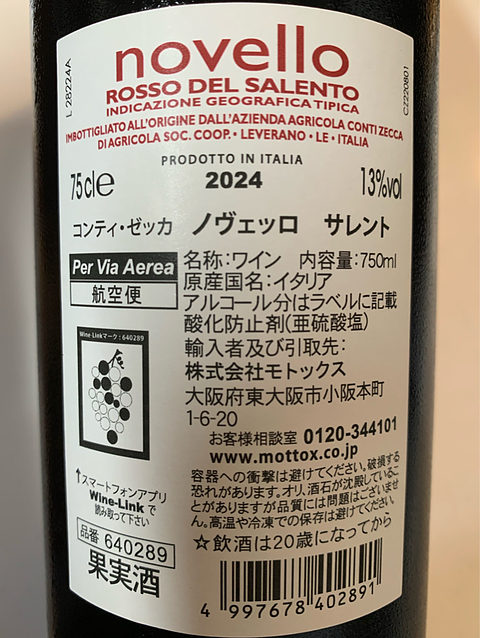 novello
ROSSO DEL SALENTO
INDICAZIONE GEOGRAFICA TIPICA
IMBOTTIGLIATO ALL'ORIGINE DALL'AZIENDA AGRICOLA CONTI ZECCA
DI AGRICOLA SOC. COOP. • LEVERANO • LE • ITALIA
PRODOTTO IN ITALIA
75cle 2024 13%vol
L 28224A
CZ220801
コンティ・ゼッカ ノヴェッロ サレント
Per Via Aerea
航空便
名称:ワイン 内容量:750ml
原産国名:イタリア
アルコール分はラベルに記載
酸化防止剤(亜硫酸塩)
輸入者及び引取先:
株式会社モトックス
大阪府東大阪市小阪本町
1-6-20
お客様相談室 0120-344101
www.mottox.co.jp
Wine-Linkマーク:640289
↑スマートフォンアプリ
Wine-Linkで
読み取って下さい
品番 640289
果実酒
容器への衝撃は避けてください。破損する
恐れがあります。オリ、酒石が沈殿しているこ
とがありますが品質には問題はございませ
ん。高温や冷凍での保存は避けてください。
☆飲酒は20歳になってから
4 997678 402891